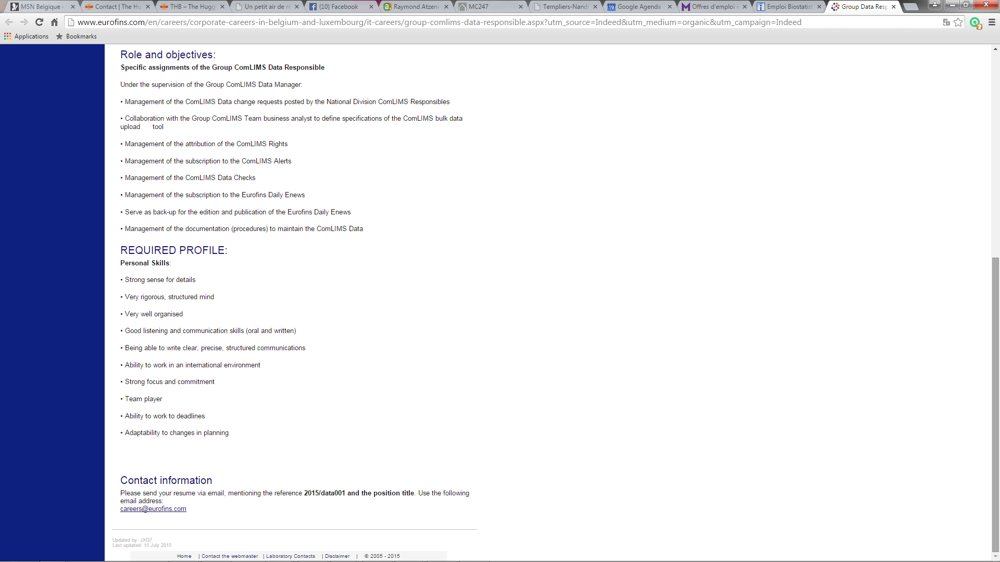 MSN Belgique -
Contact | The Hu
THB – The Hugg
Un petit air de re
(10) Facebook
Raymond Atzeni
MC247
Templiers-Nandr
19 Google Agenda
Offres d'emploi e
Emploi Biostatist
Group Data Resp
www.eurofins.com/en/careers/corporate-careers-in-belgium-and-luxembourg/it-careers/group-comlims-data-responsible.aspx?utm_source=Indeed&utm_medium=organic&utm_campaign=Indeed
2
Applications
Bookmarks
Role and objectives:
Specific assignments of the Group ComLIMS Data Responsible
Under the supervision of the Group ComLIMS Data Manager:
• Management of the ComLIMS Data change requests posted by the National Division ComLIMS Responsibles
• Collaboration with the Group ComLIMS Team business analyst to define specifications of the ComLIMS bulk data
upload tool
• Management of the attribution of the ComLIMS Rights
• Management of the subscription to the ComLIMS Alerts
• Management of the ComLIMS Data Checks
• Management of the subscription to the Eurofins Daily Enews
• Serve as back-up for the edition and publication of the Eurofins Daily Enews
• Management of the documentation (procedures) to maintain the ComLIMS Data
REQUIRED PROFILE:
Personal Skills:
• Strong sense for details
• Very rigorous, structured mind
• Very well organised
• Good listening and communication skills (oral and written)
• Being able to write clear, precise, structured communications
• Ability to work in an international environment
• Strong focus and commitment
• Team player
• Ability to work to deadlines
• Adaptability to changes in planning
Contact information
Please send your resume via email, mentioning the reference 2015/data001 and the position title. Use the following
email address:
careers@eurofins.com
Updated by: JXG7
Last updated: 15 July 2015
Home | Contact the webmaster | Laboratory Contacts | Disclaimer | © 2005 - 2015